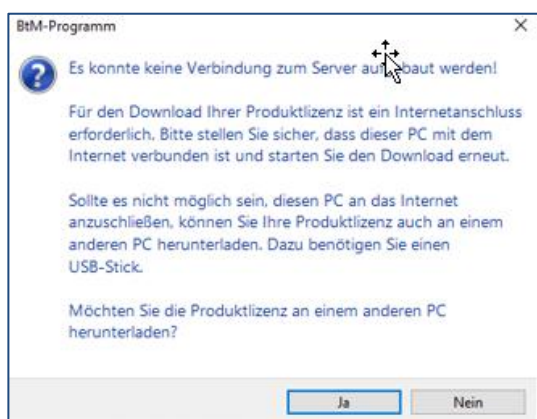 BtM-Programm
Es konnte keine Verbindung zum Server aufgebaut werden!
Für den Download Ihrer Produktlizenz ist ein Internetanschluss
erforderlich. Bitte stellen Sie sicher, dass dieser PC mit dem
Internet verbunden ist und starten Sie den Download erneut.
Sollte es nicht möglich sein, diesen PC an das Internet
anzuschließen, können Sie Ihre Produktlizenz auch an einem
anderen PC herunterladen. Dazu benötigen Sie einen
USB-Stick.
Möchten Sie die Produktlizenz an einem anderen PC
herunterladen?
Ja
Nein